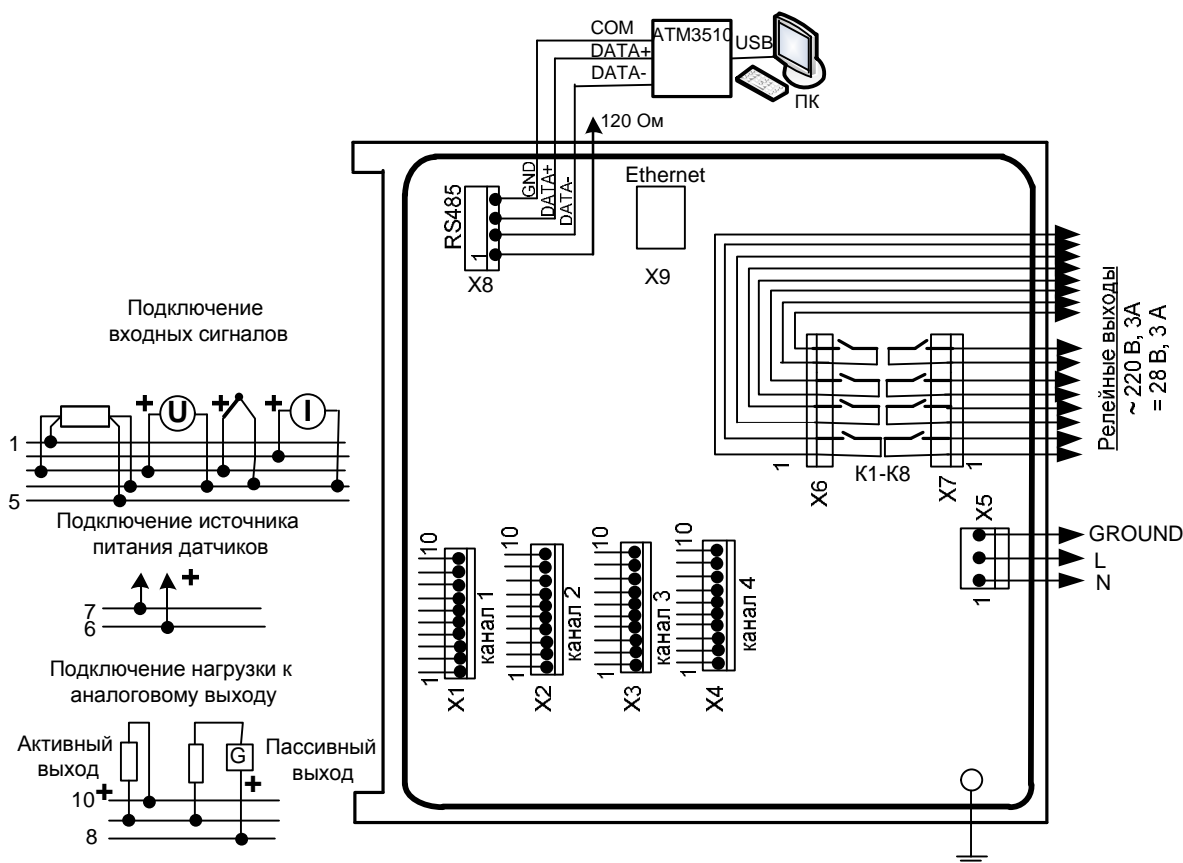 COM
DATA+
DATA-
ATM3510
USB
ПК
120 Ом
GND
DATA+
DATA-
RS485
1
X8
Ethernet
X9
Релейные выходы
~ 220 В, 3А
= 28 В, 3 А
1
X6
К1-К8
X7
1
X5
1
GROUND
L
N
Подключение
входных сигналов
+
U
+
+
I
1
5
Подключение источника
питания датчиков
+
7
6
Подключение нагрузки к
аналоговому выходу
Активный
выход
G
Пассивный
выход
+
+
10
8
10
1
канал 1
X1
10
1
канал 2
X2
10
1
канал 3
X3
10
1
канал 4
X4